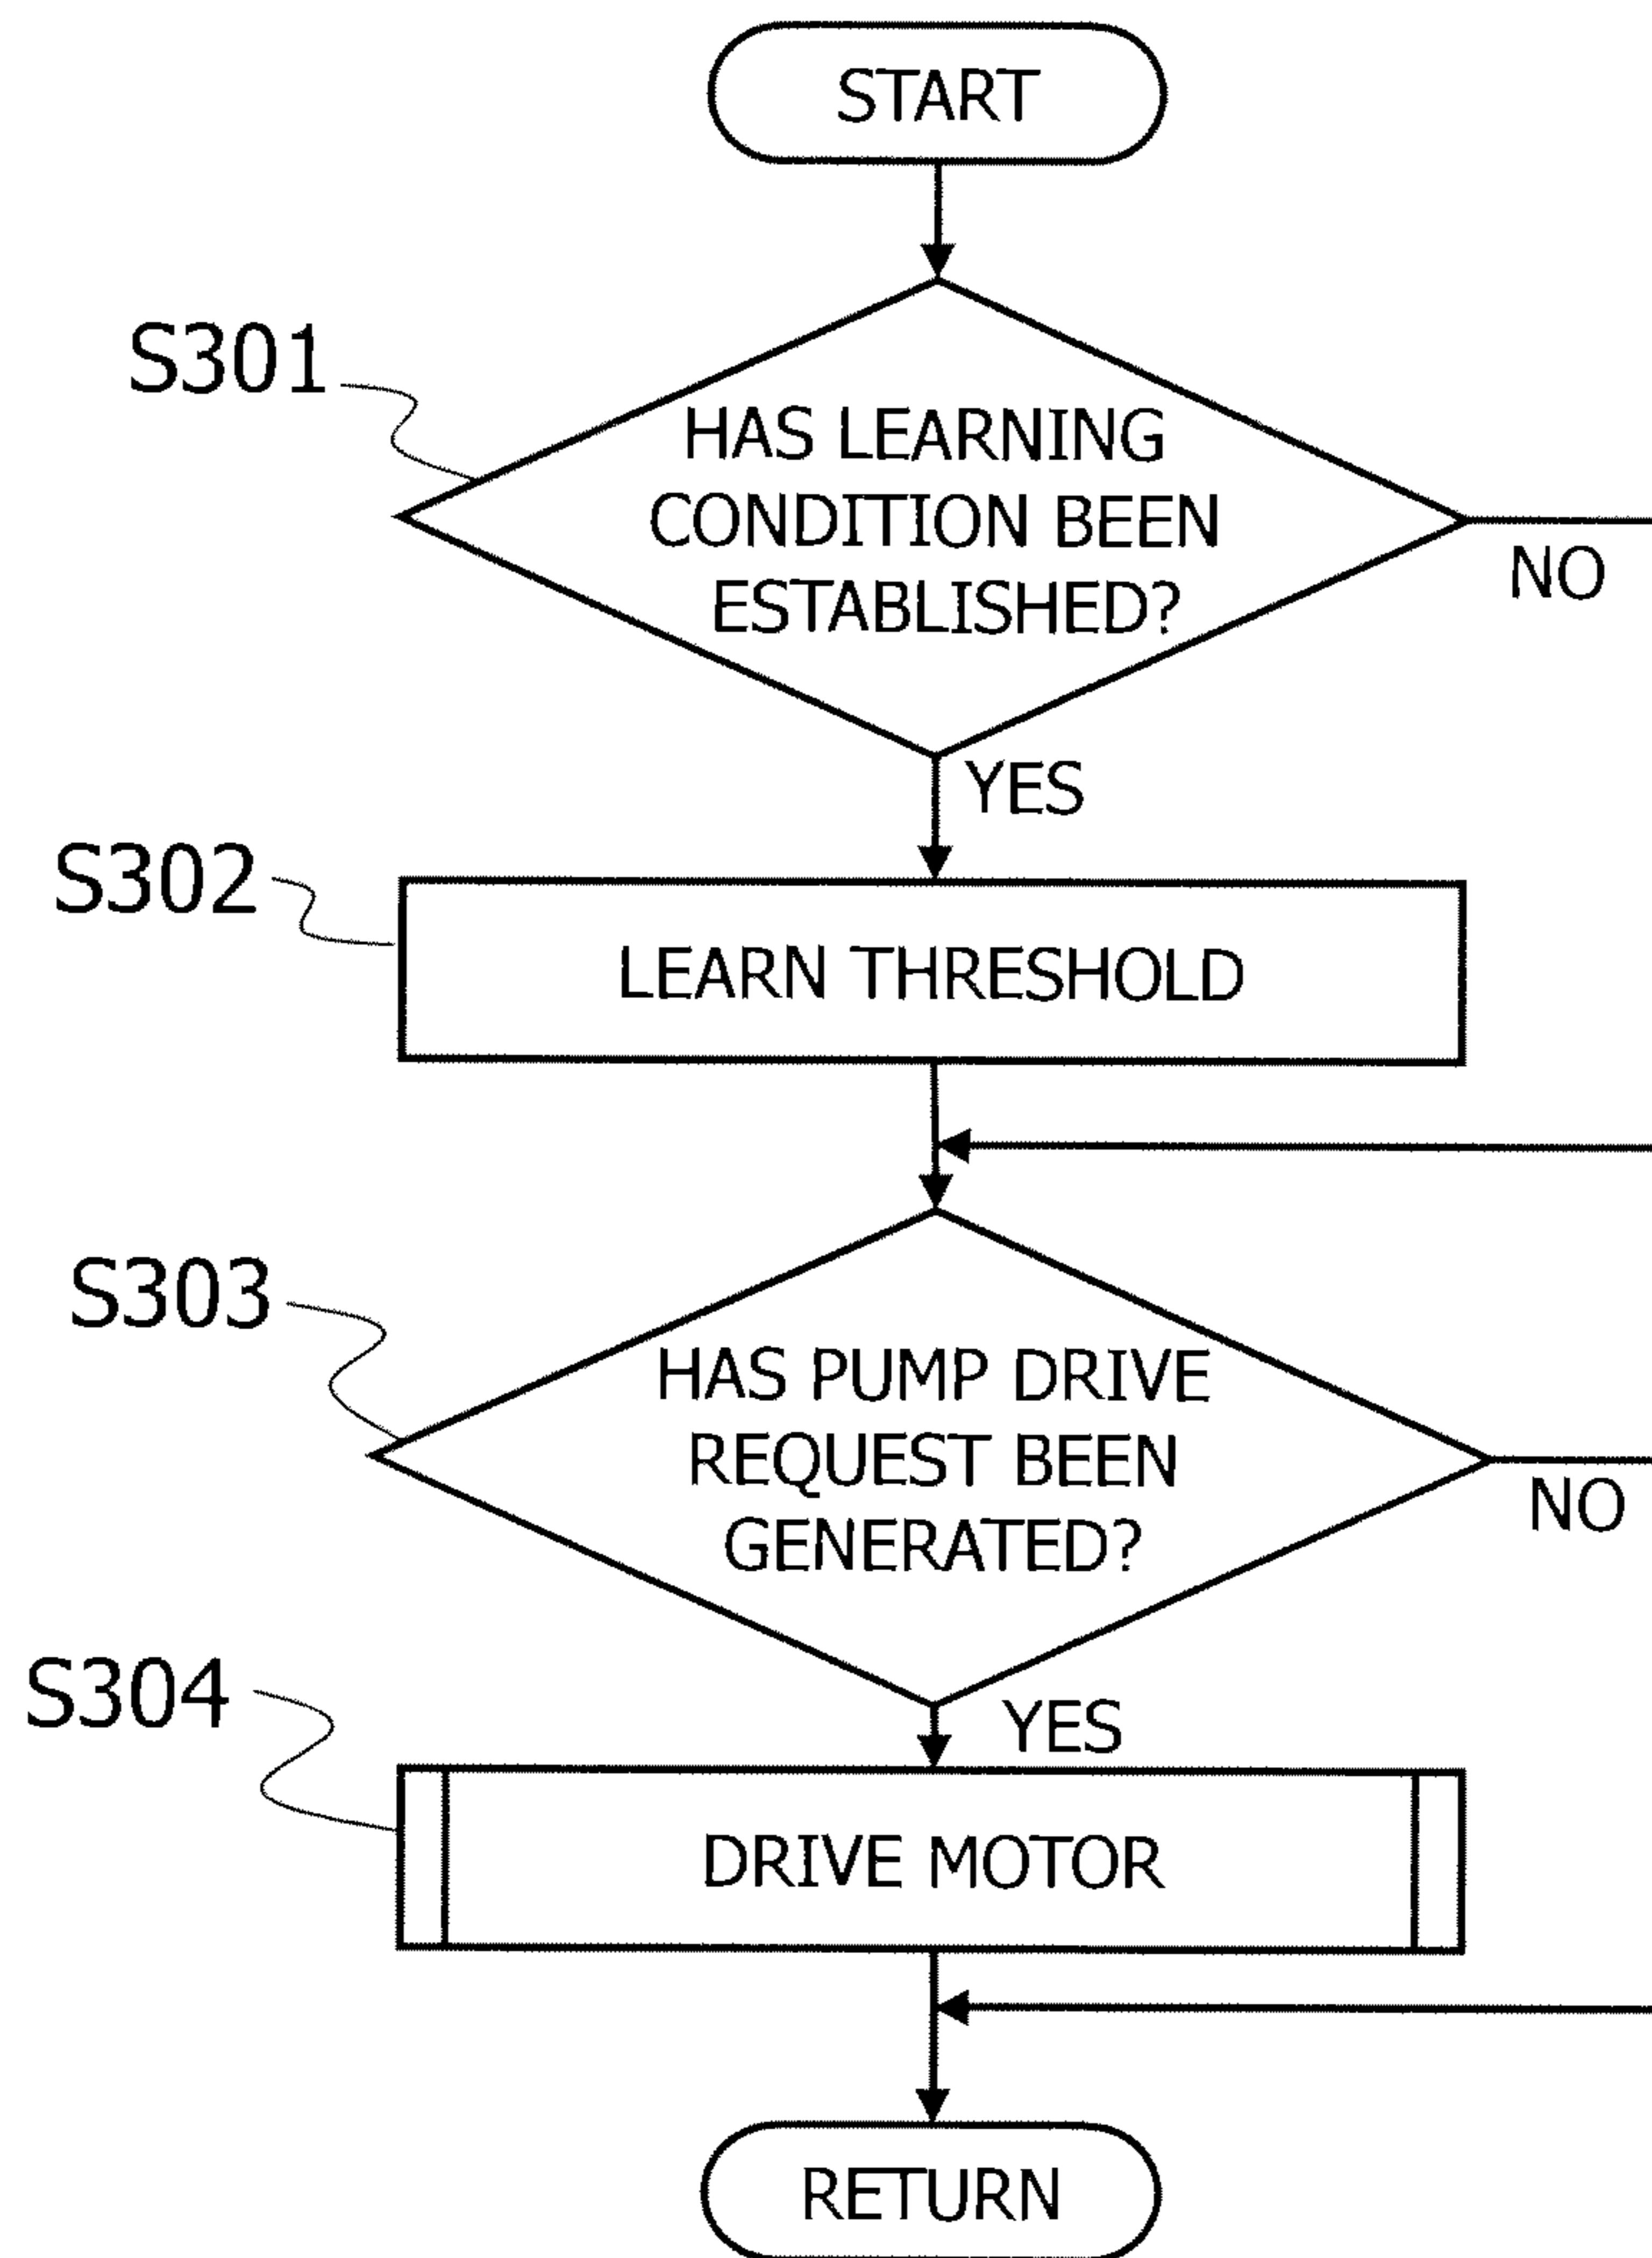 START
S301
HAS LEARNING
CONDITION BEEN
ESTABLISHED?
NO
YES
S302
LEARN THRESHOLD
S303
HAS PUMP DRIVE
REQUEST BEEN
GENERATED?
NO
YES
S304
DRIVE MOTOR
RETURN